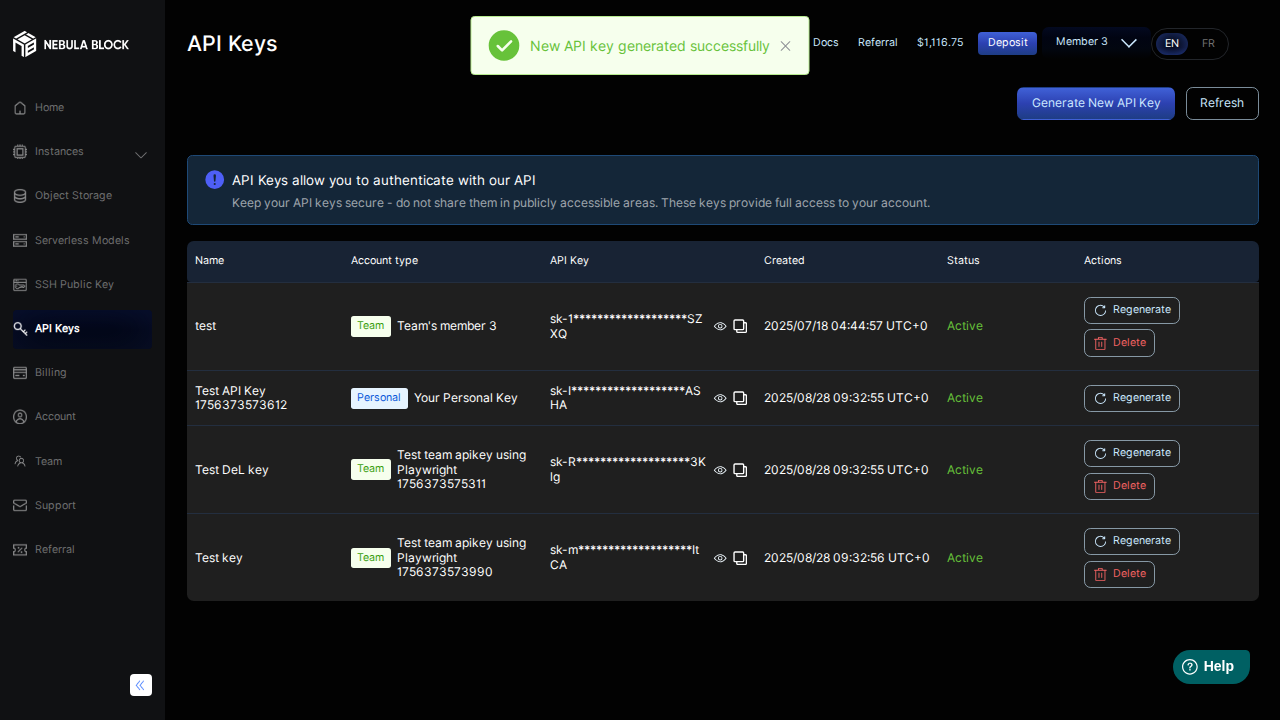 NEBULA BLOCK
API Keys
New API key generated successfully
Docs
Referral
$1,116.75
Deposit
Member 3
EN
FR
Home
Instances
Object Storage
Serverless Models
SSH Public Key
API Keys
Billing
Account
Team
Support
Referral
Generate New API Key
Refresh
API Keys allow you to authenticate with our API
Keep your API keys secure - do not share them in publicly accessible areas. These keys provide full access to your account.
Name
Account type
API Key
Created
Status
Actions
test
Team
Team's member 3
sk-1*******************SZ
XQ
2025/07/18 04:44:57 UTC+0
Active
Regenerate
Delete
Test API Key
1756373573612
Personal
Your Personal Key
sk-I*******************AS
HA
2025/08/28 09:32:55 UTC+0
Active
Regenerate
Test DeL key
Team
Test team apikey using
Playwright
1756373575311
sk-R*******************3K
Ig
2025/08/28 09:32:55 UTC+0
Active
Regenerate
Delete
Test key
Team
Test team apikey using
Playwright
1756373573990
sk-m*******************It
CA
2025/08/28 09:32:56 UTC+0
Active
Regenerate
Delete
Help